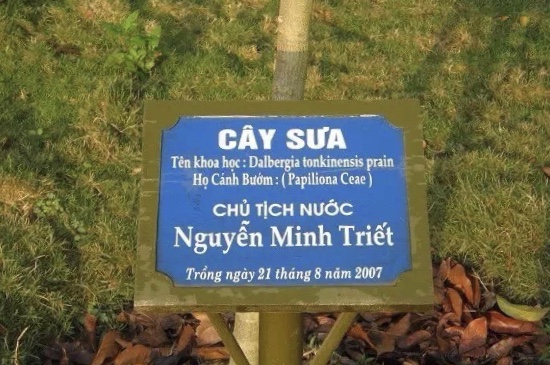 CÂY SƯA
Tên khoa học : Dalbergia tonkinensis prain
Họ Cánh Bướm : ( Papiliona Ceae )
CHỦ TỊCH NƯỚC
Nguyễn Minh Triết
Trồng ngày 21 tháng 8 năm 2007